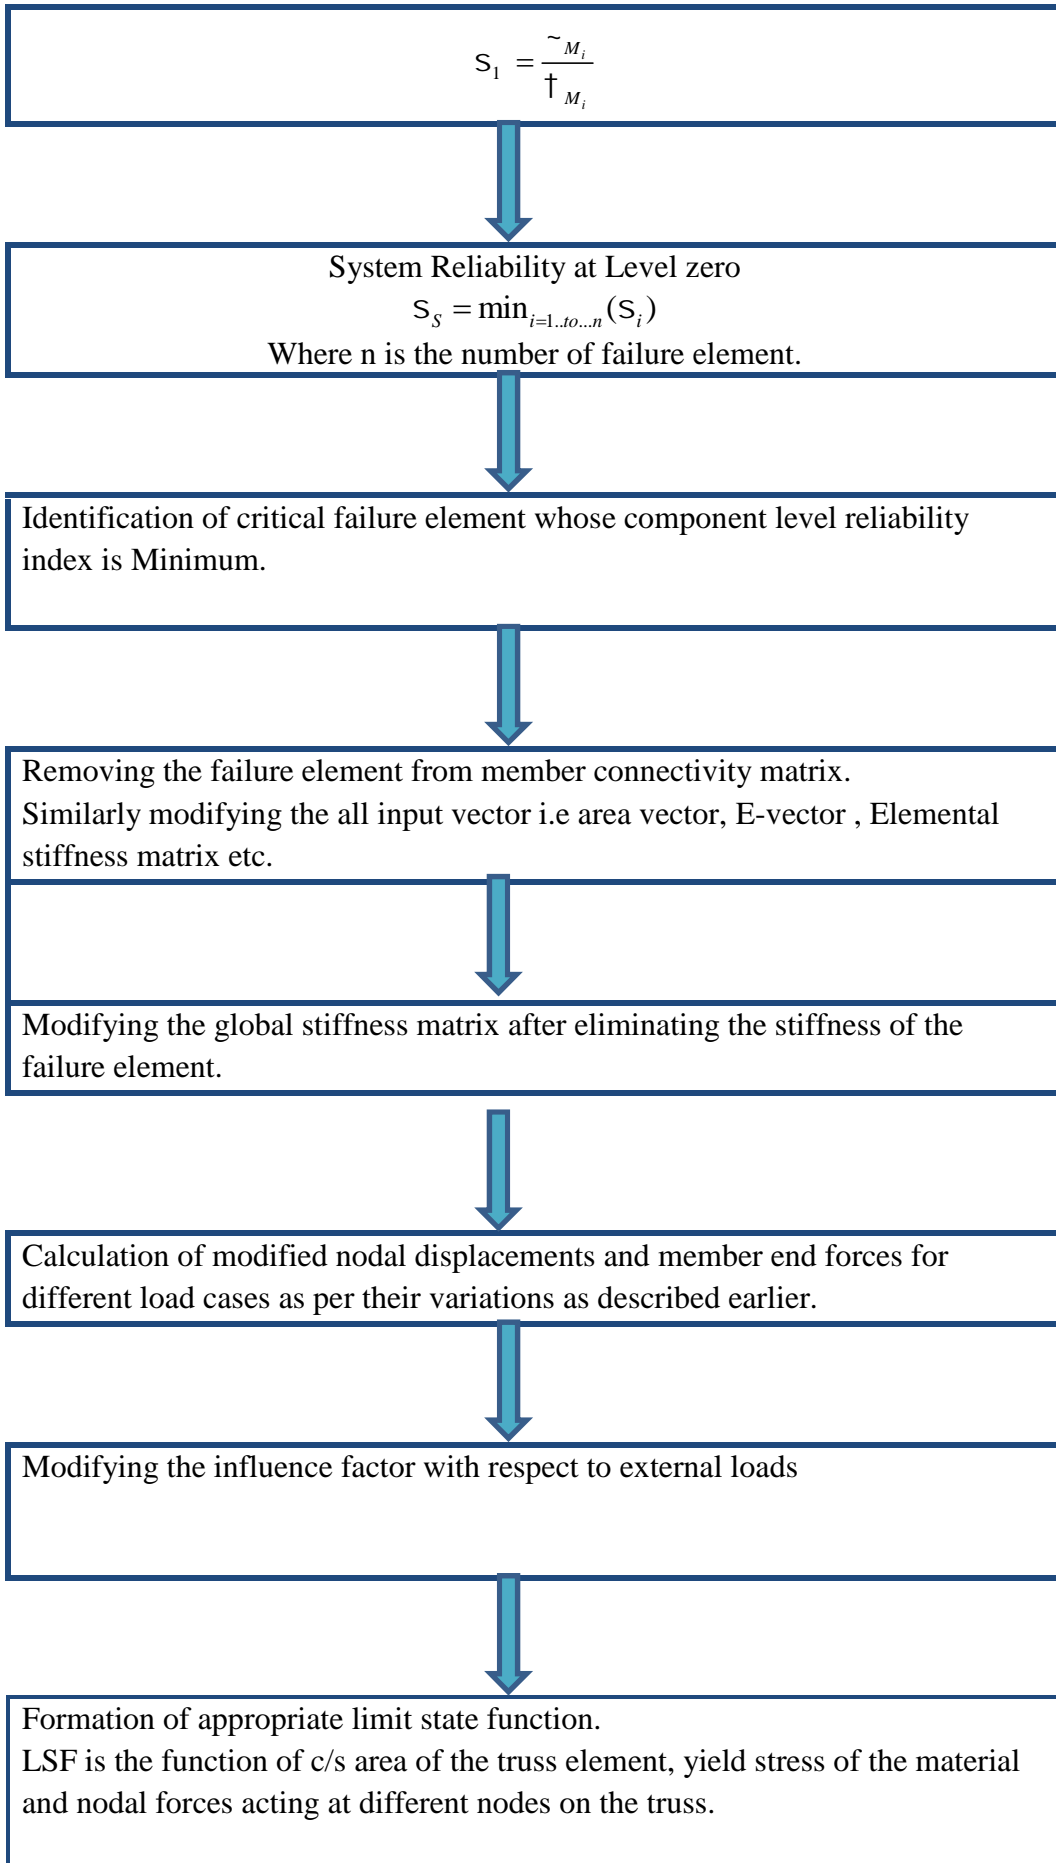 S₁ = ~_{M_i} / †_{M_i}
System Reliability at Level zero
S_S = min_{i=1..to...n}(S_i)
Where n is the number of failure element.
Identification of critical failure element whose component level reliability
index is Minimum.
Removing the failure element from member connectivity matrix.
Similarly modifying the all input vector i.e area vector, E-vector , Elemental
stiffness matrix etc.
Modifying the global stiffness matrix after eliminating the stiffness of the
failure element.
Calculation of modified nodal displacements and member end forces for
different load cases as per their variations as described earlier.
Modifying the influence factor with respect to external loads
Formation of appropriate limit state function.
LSF is the function of c/s area of the truss element, yield stress of the material
and nodal forces acting at different nodes on the truss.